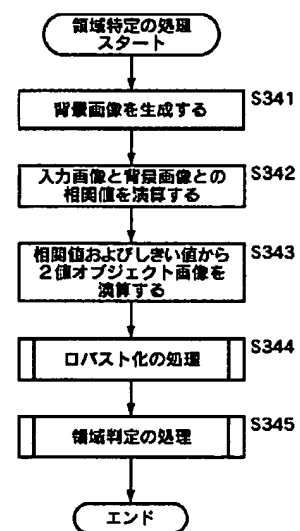 領域特定の処理
スタート
背景画像を生成する
S341
入力画像と背景画像との
相関値を演算する
S342
相関値およびしきい値から
2値オブジェクト画像を
演算する
S343
ロバスト化の処理
S344
領域判定の処理
S345
エンド